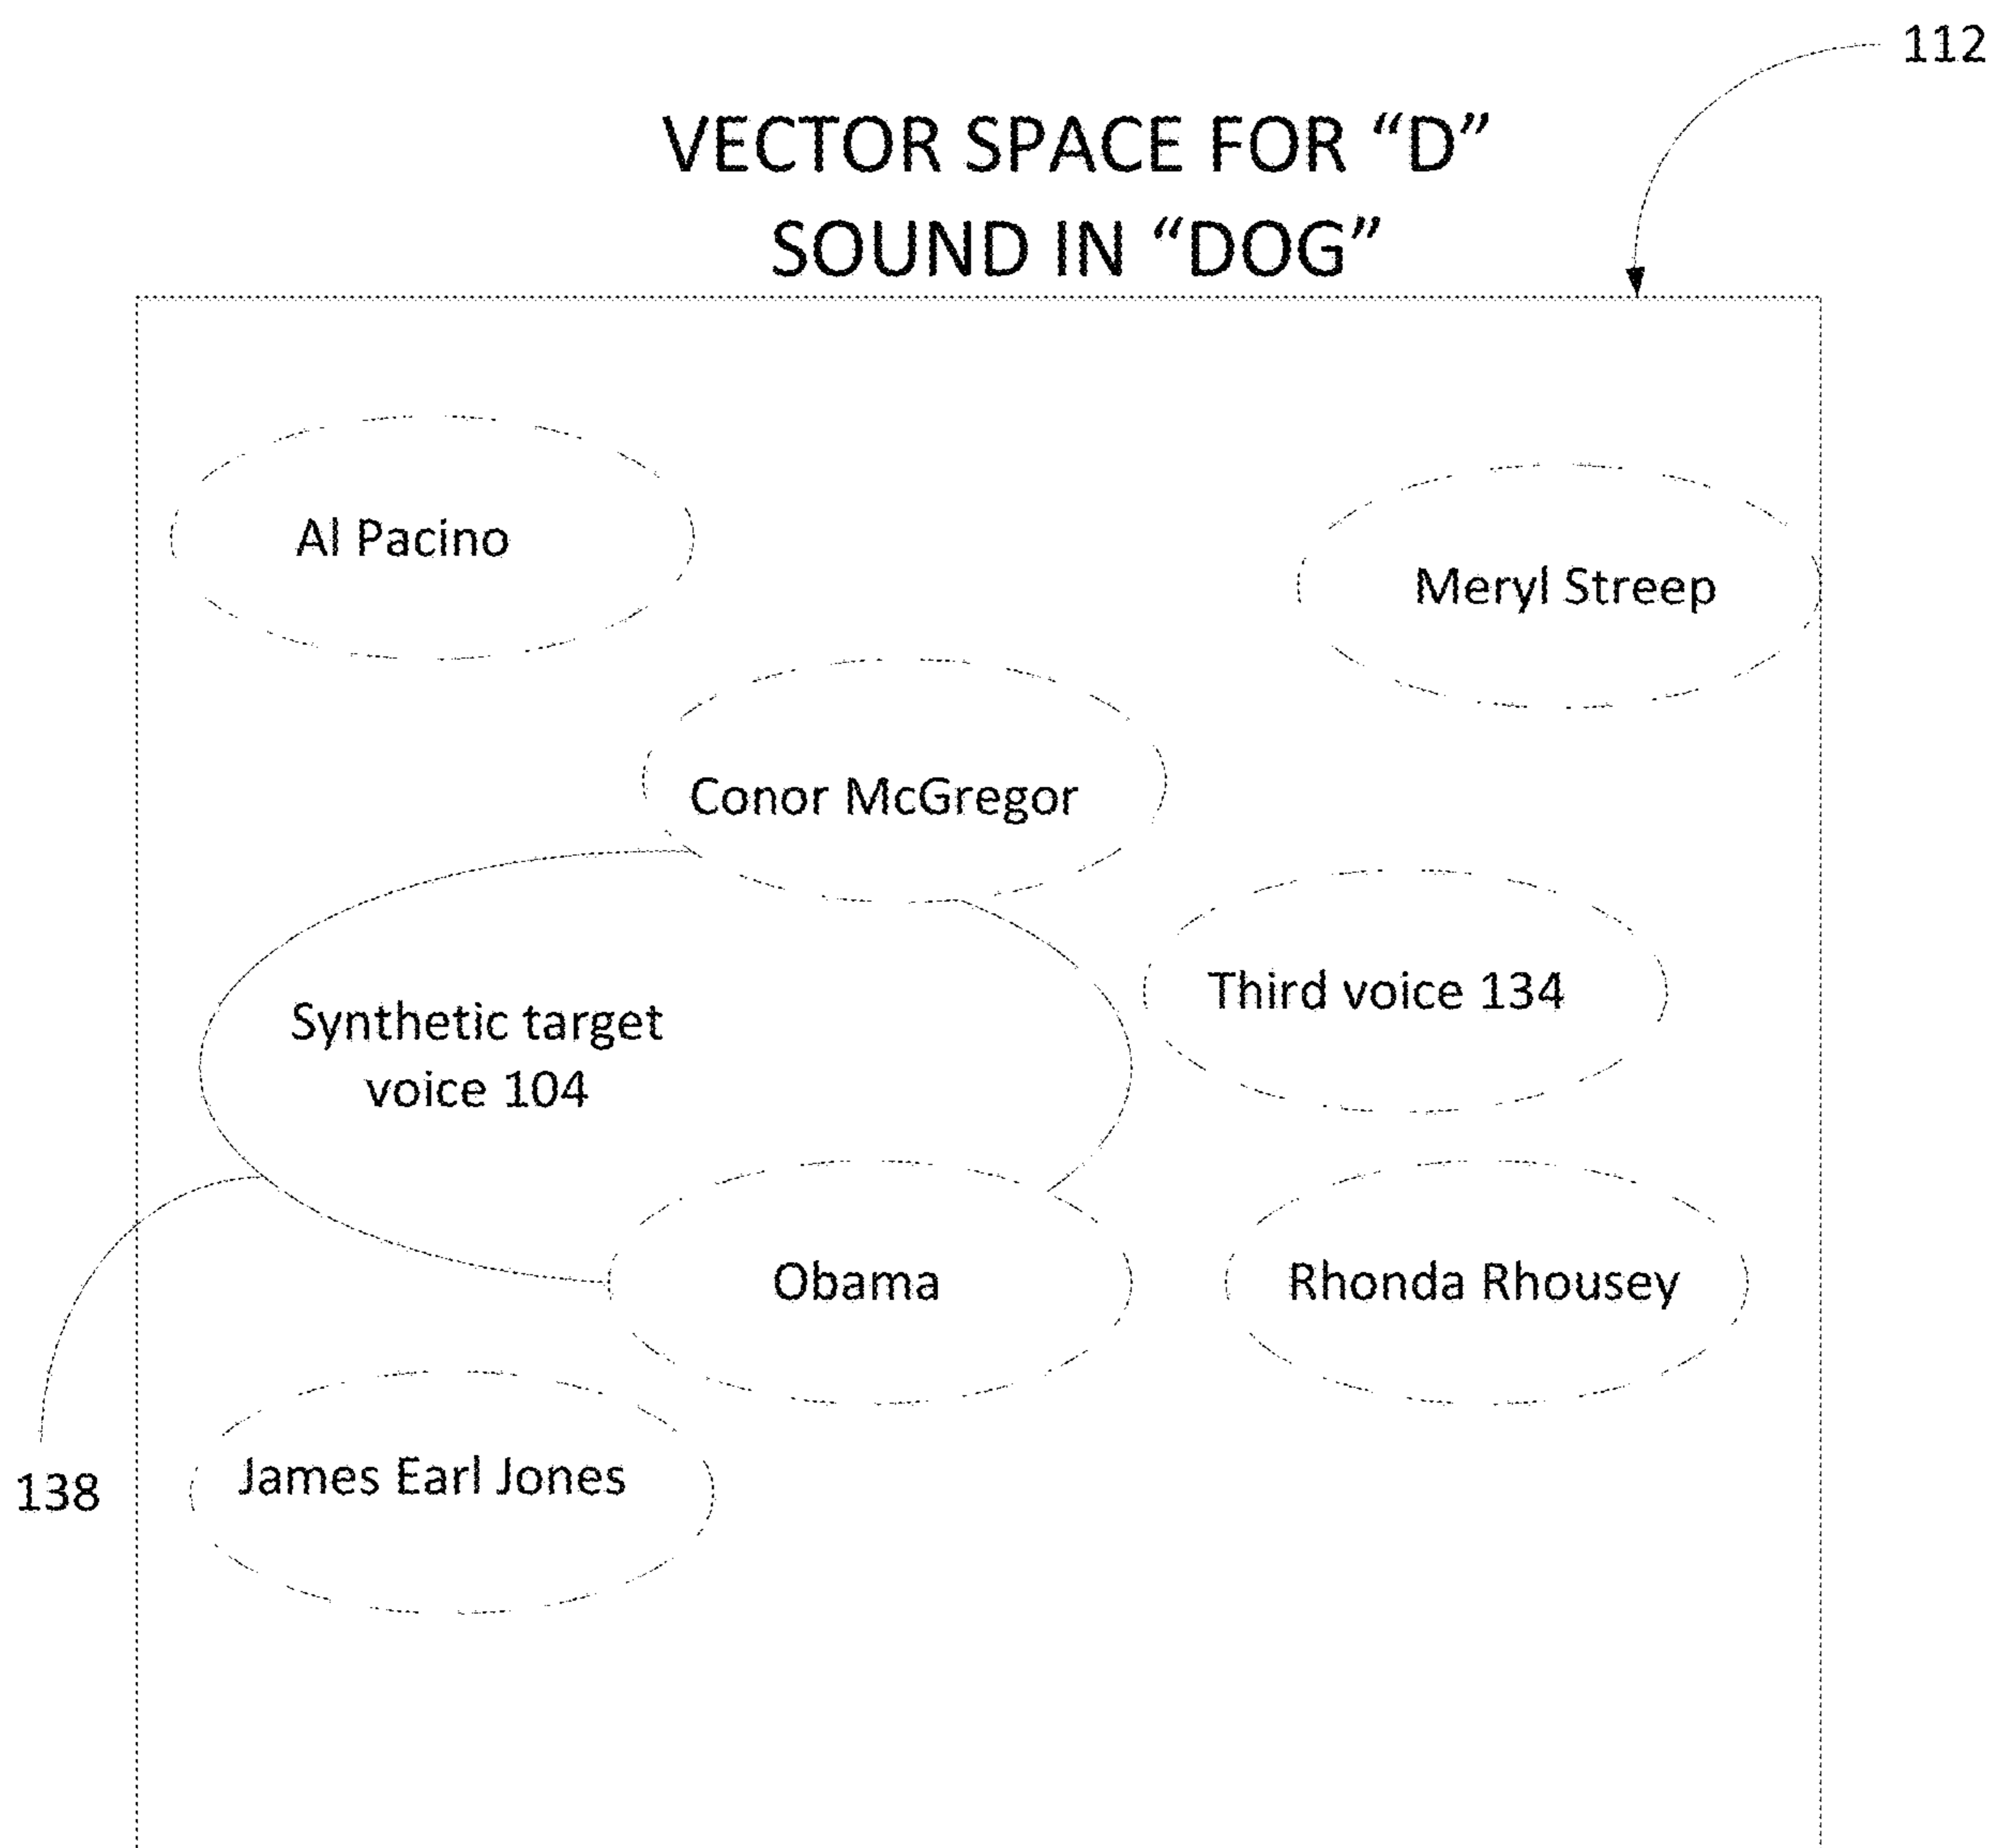 112
VECTOR SPACE FOR “D”
SOUND IN “DOG”
Al Pacino
Meryl Streep
Conor McGregor
Third voice 134
Synthetic target
voice 104
Obama
Rhonda Rhousey
James Earl Jones
138